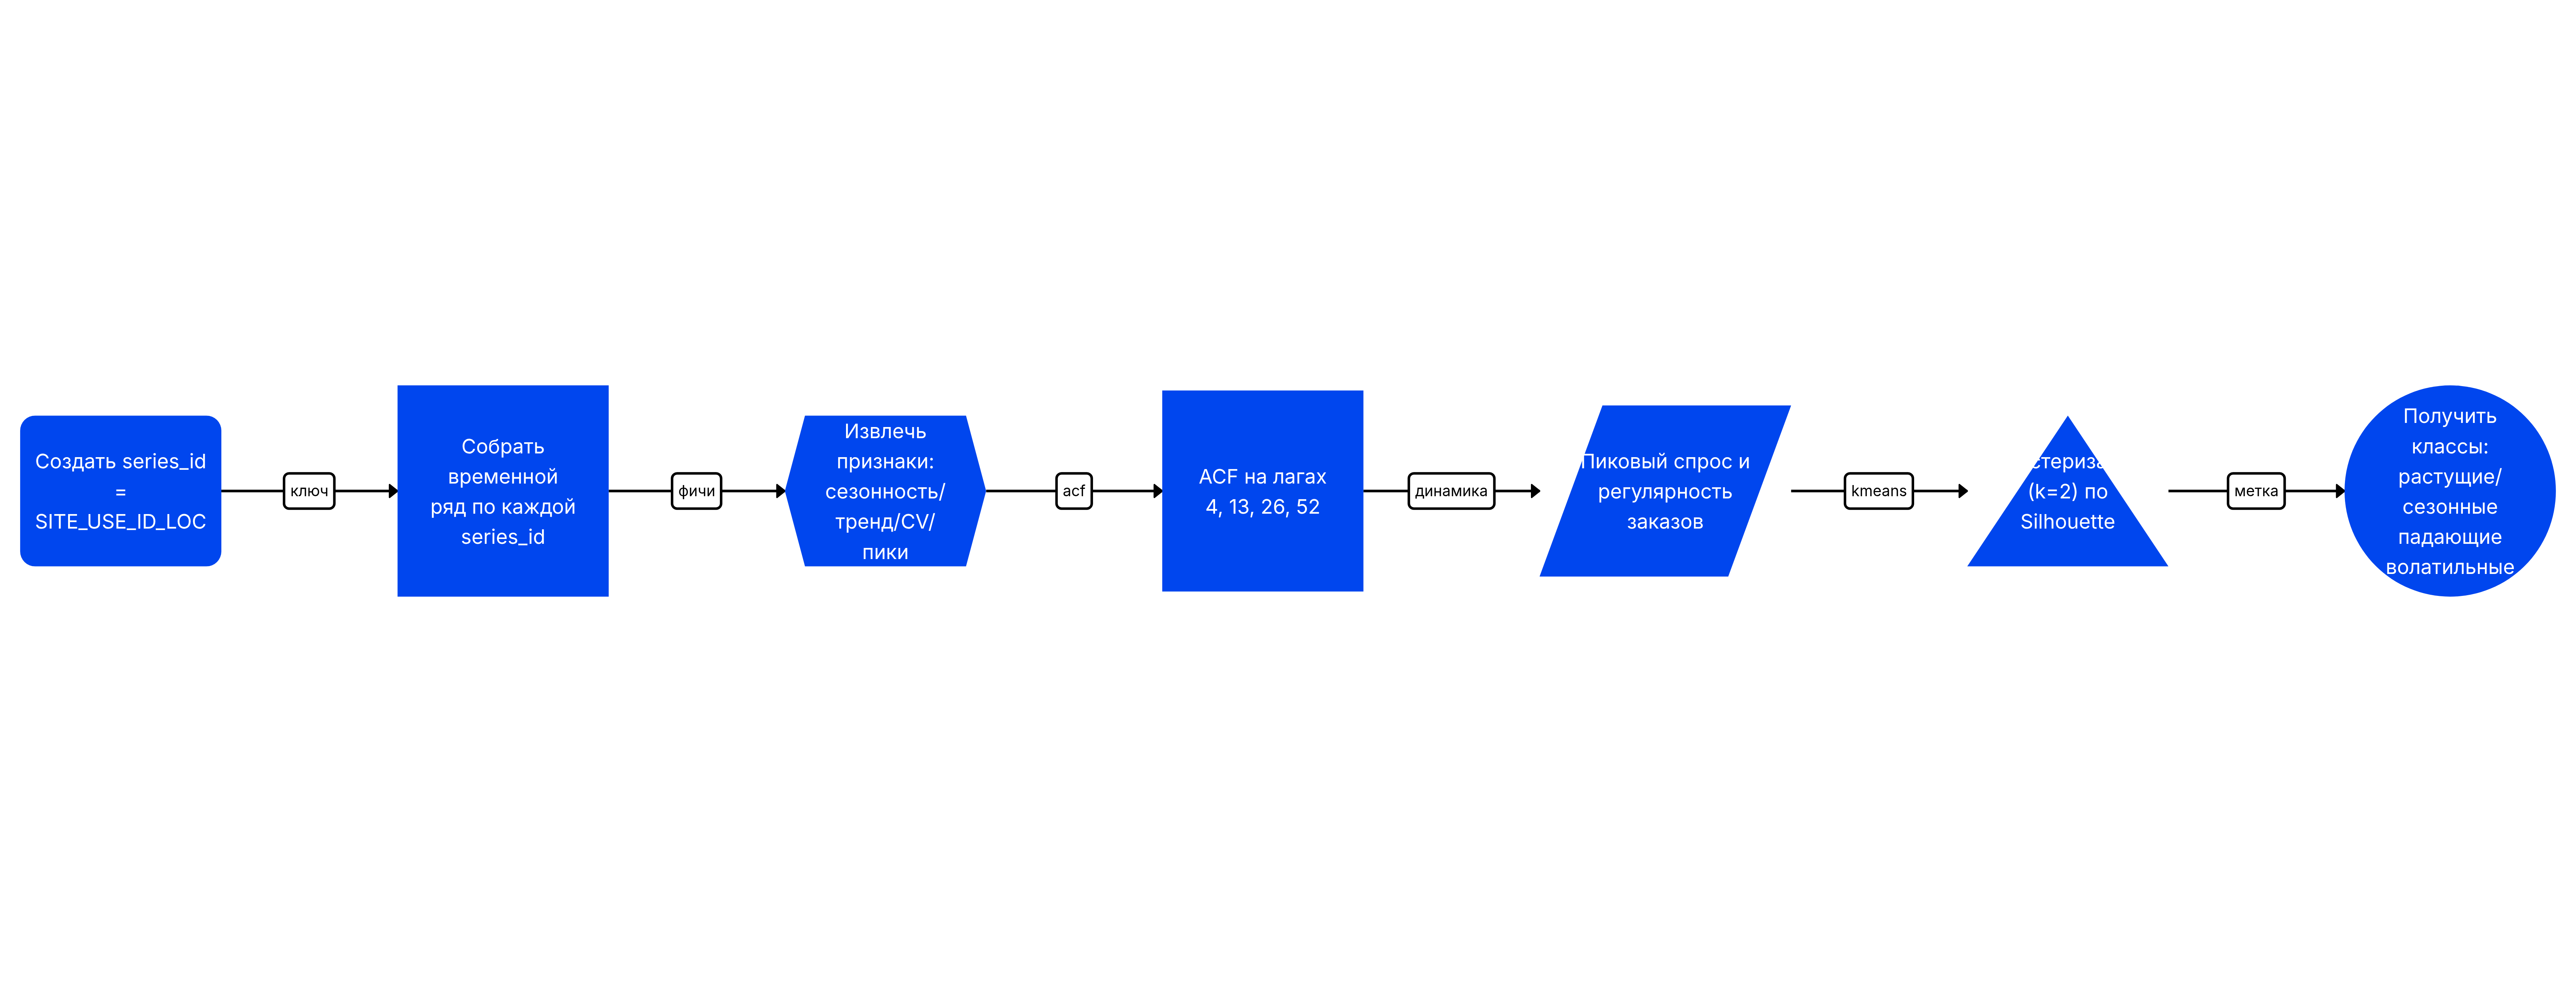 Создать series_id
=
SITE_USE_ID_LOC
ключ
Собрать
временной
ряд по каждой
series_id
фичи
Извлечь
признаки:
сезонность/
тренд/CV/
пики
acf
ACF на лагах
4, 13, 26, 52
динамика
Пиковый спрос и
регулярность
заказов
kmeans
(k=2) по
Silhouette
метка
Получить
классы:
растущие/
сезонные
падающие
волатильные